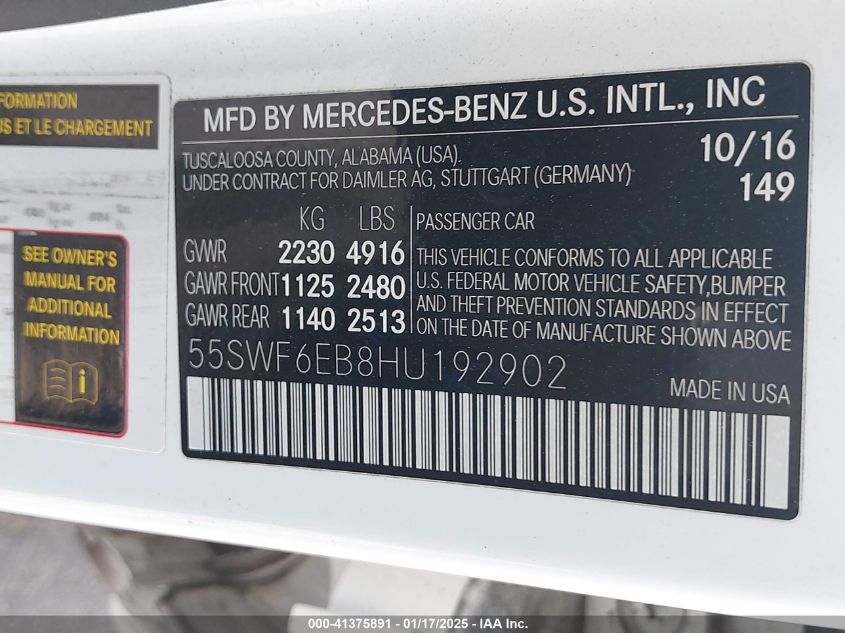 FORMATION
US ET LE CHARGEMENT
SEE OWNER'S
MANUAL FOR
ADDITIONAL
INFORMATION
MFD BY MERCEDES-BENZ U.S. INTL., INC
TUSCALOOSA COUNTY, ALABAMA (USA). 10/16
UNDER CONTRACT FOR DAIMLER AG, STUTTGART (GERMANY) 149
KG LBS PASSENGER CAR
GVWR 2230 4916
GAWR FRONT 1125 2480
GAWR REAR 1140 2513
THIS VEHICLE CONFORMS TO ALL APPLICABLE
U.S. FEDERAL MOTOR VEHICLE SAFETY,BUMPER
AND THEFT PREVENTION STANDARDS IN EFFECT
ON THE DATE OF MANUFACTURE SHOWN ABOVE
55SWF6EB8HU192902
MADE IN USA
000-41375891 - 01/17/2025 - IAA Inc.